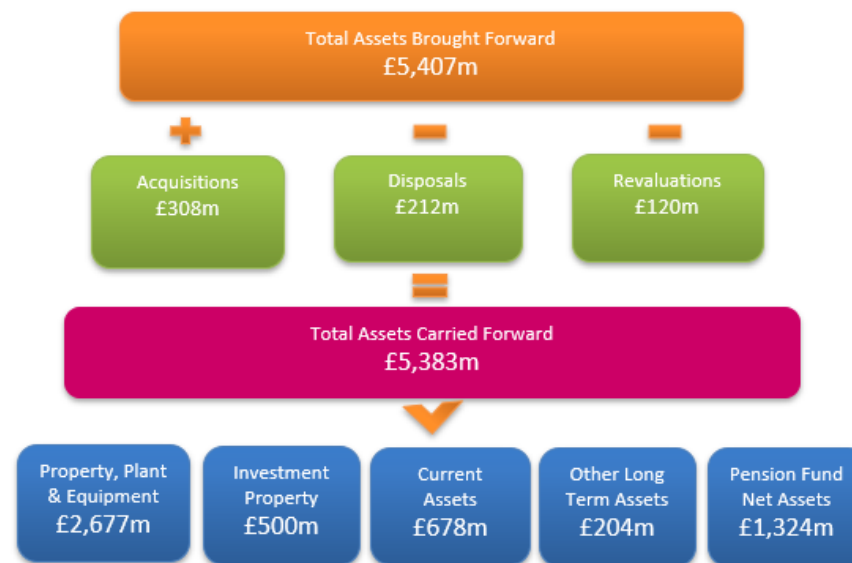 Total Assets Brought Forward
£5,407m
Acquisitions
£308m
Disposals
£212m
Revaluations
£120m
Total Assets Carried Forward
£5,383m
Property, Plant
& Equipment
£2,677m
Investment
Property
£500m
Current
Assets
£678m
Other Long
Term Assets
£204m
Pension Fund
Net Assets
£1,324m